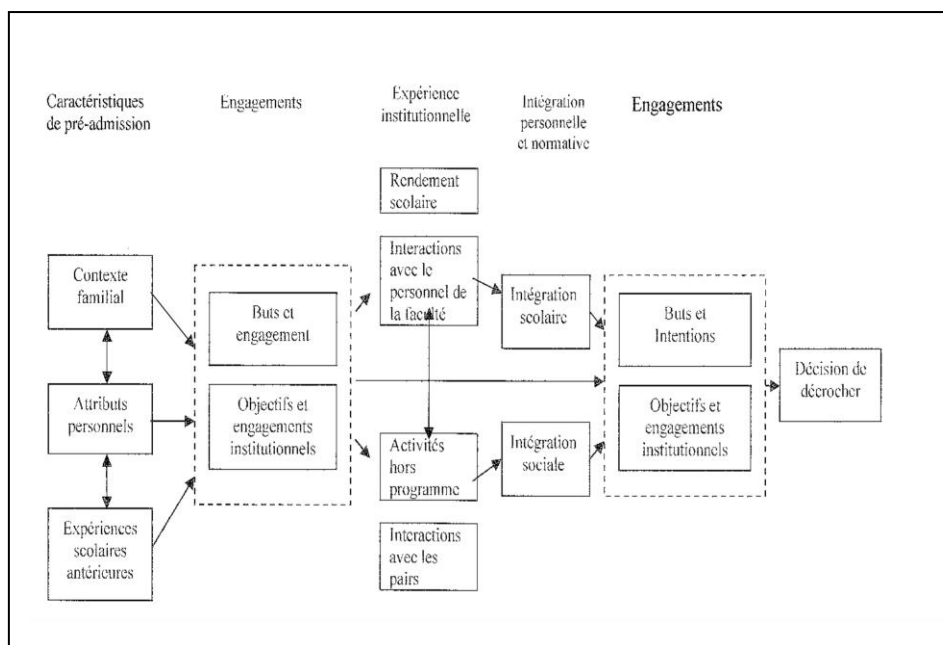 Caractéristiques
de pré-admission
Engagements
Expérience
institutionnelle
Intégration
personnelle
et normative
Engagements
Contexte
familial
Attributs
personnels
Expériences
scolaires
antérieures
Buts et
engagement
Objectifs et
engagements
institutionnels
Rendement
scolaire
Interactions
avec le
personnel de
la faculté
Activités
hors
programme
Interactions
avec les
pairs
Intégration
scolaire
Intégration
sociale
Buts et
Intentions
Objectifs et
engagements
institutionnels
Décision de
décrocher